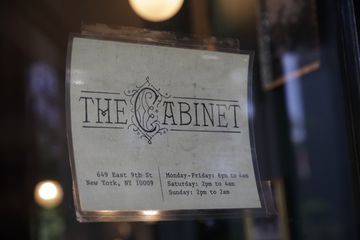 THE CABINET
649 East 9th St
New York, NY 10009
Monday-Friday: 6pm to 4am
Saturday: 2pm to 4am
Sunday: 2pm to 2am